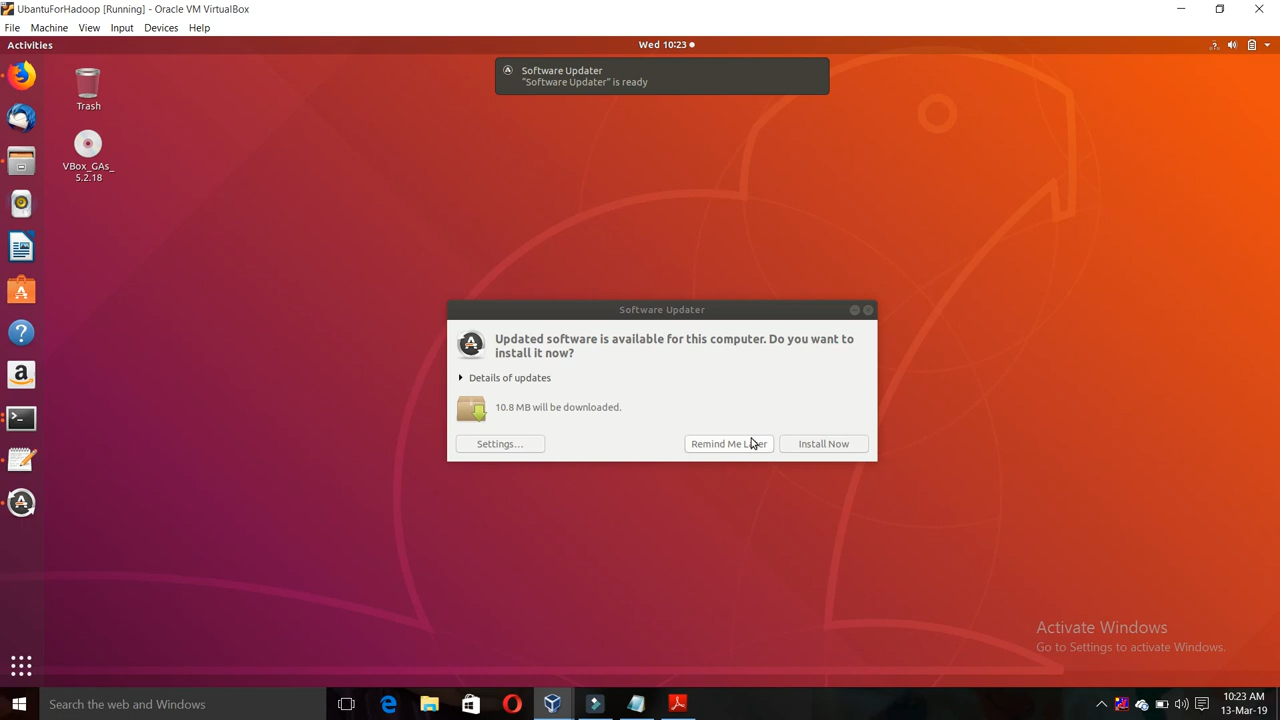 UbantuForHadoop [Running] - Oracle VM VirtualBox
File Machine View Input Devices Help
Activities
Wed 10:23
Software Updater
“Software Updater” is ready
Trash
VBox_GAs_
5.2.18
Software Updater
Updated software is available for this computer. Do you want to
install it now?
Details of updates
10.8 MB will be downloaded.
Settings…
Remind Me Later
Install Now
Activate Windows
Go to Settings to activate Windows.
Search the web and Windows
10:23 AM
13-Mar-19